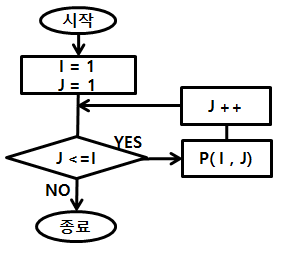 시작
I = 1
J = 1
J ++
YES
J <=I
P( I , J)
NO
종료